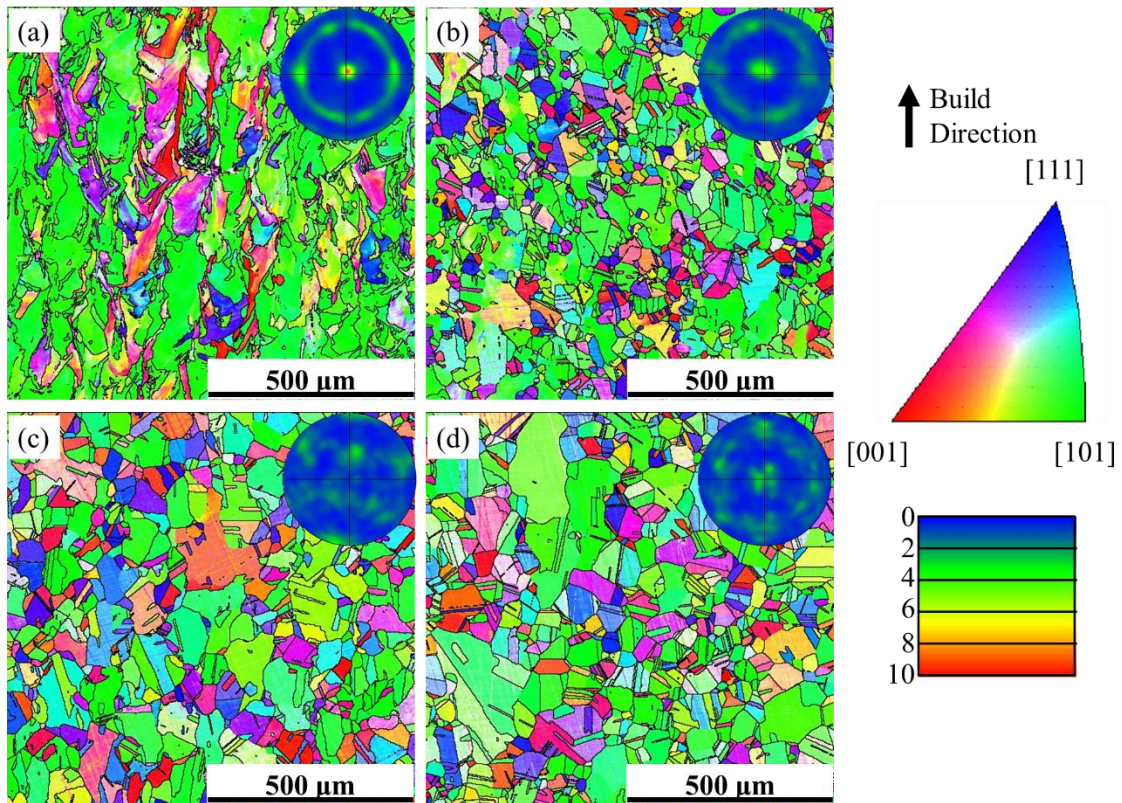 (a)
(b)
500 µm
500 µm
(c)
(d)
500 µm
500 µm
Build
Direction
[111]
[001]
[101]
0
2
4
6
8
10